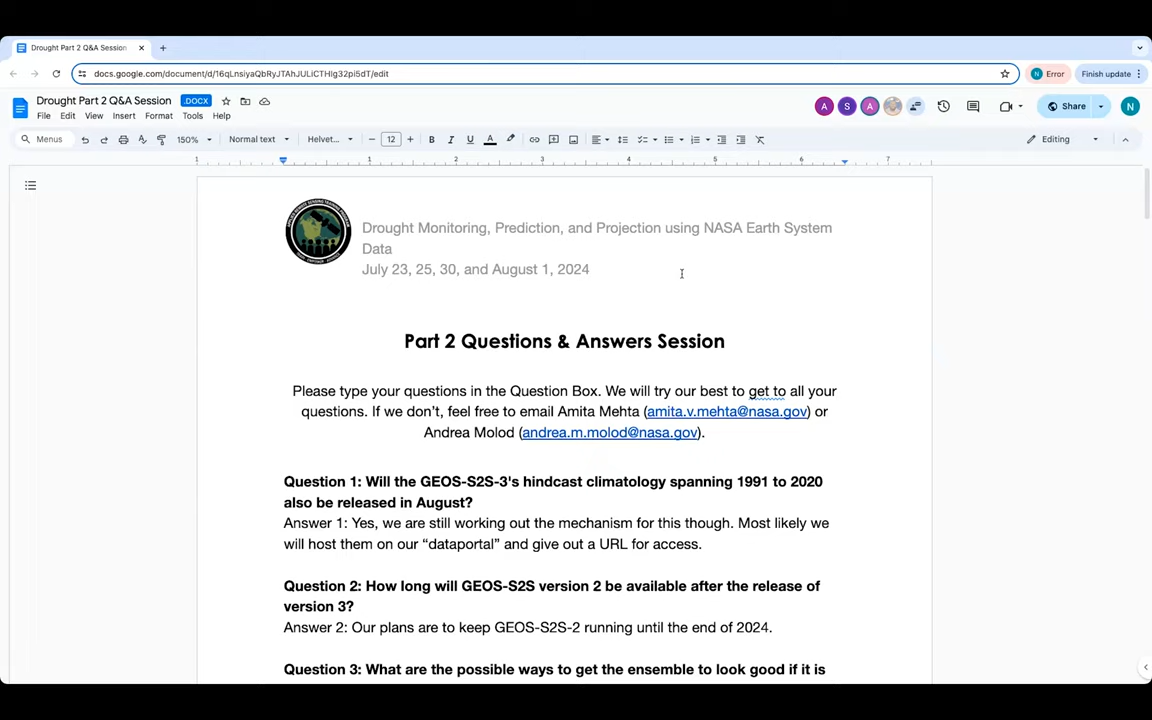 Drought Part 2 Q&A Session
docs.google.com/document/d/16qLnsiyaQbRyJTAhJULiCTHlg32pi5dT/edit
N Error
Finish update
Drought Part 2 Q&A Session .DOCX
A S A
Share
N
File Edit View Insert Format Tools Help
Menus
150%
Normal text
Helvet...
12
B I U A
Editing
1 1 2 3 4 5 6 7
Drought Monitoring, Prediction, and Projection using NASA Earth System
Data
July 23, 25, 30, and August 1, 2024
Part 2 Questions & Answers Session
Please type your questions in the Question Box. We will try our best to get to all your
questions. If we don’t, feel free to email Amita Mehta (amita.v.mehta@nasa.gov) or
Andrea Molod (andrea.m.molod@nasa.gov).
Question 1: Will the GEOS-S2S-3's hindcast climatology spanning 1991 to 2020
also be released in August?
Answer 1: Yes, we are still working out the mechanism for this though. Most likely we
will host them on our “dataportal” and give out a URL for access.
Question 2: How long will GEOS-S2S version 2 be available after the release of
version 3?
Answer 2: Our plans are to keep GEOS-S2S-2 running until the end of 2024.
Question 3: What are the possible ways to get the ensemble to look good if it is